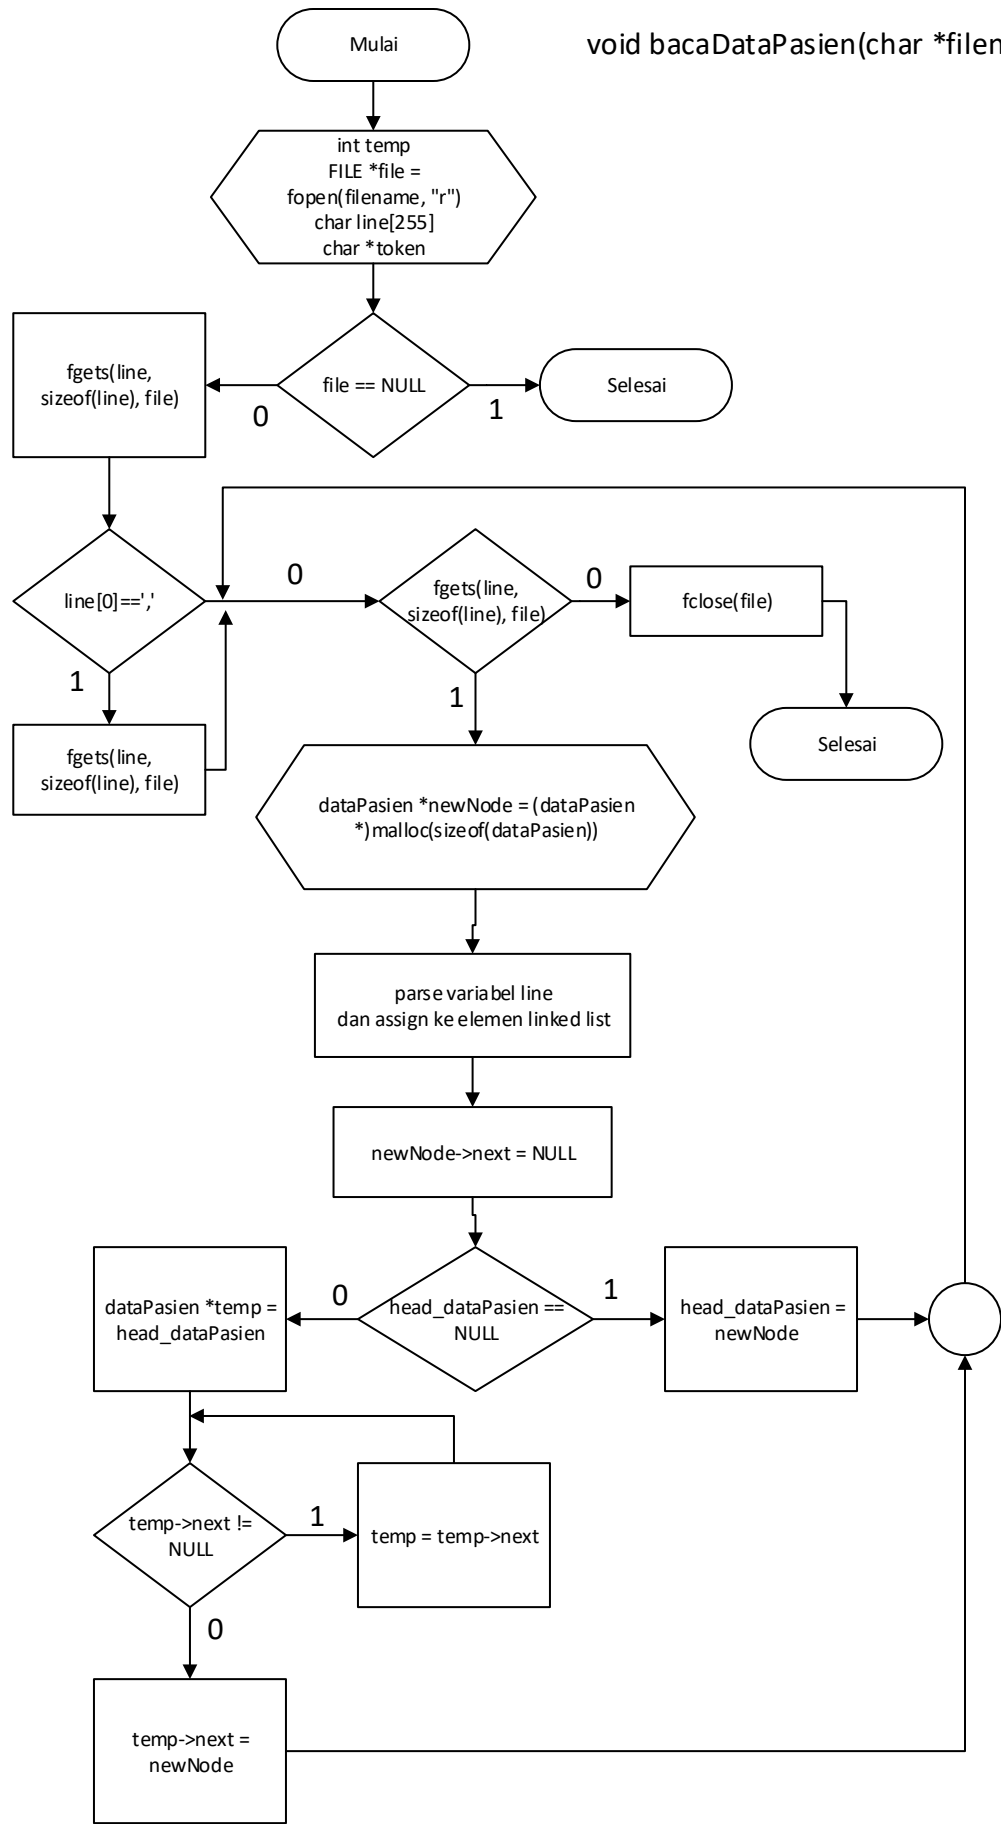 Mulai
void bacaDataPasien(char *filen
int temp
FILE *file =
fopen(filename, "r")
char line[255]
char *token
file == NULL
0
1
Selesai
fgets(line,
sizeof(line), file)
line[0]==','
0
1
fgets(line,
sizeof(line), file)
fgets(line,
sizeof(line), file)
0
1
fclose(file)
Selesai
dataPasien *newNode = (dataPasien
*)malloc(sizeof(dataPasien))
parse variabel line
dan assign ke elemen linked list
newNode->next = NULL
head_dataPasien ==
NULL
0
1
dataPasien *temp =
head_dataPasien
head_dataPasien =
newNode
temp->next !=
NULL
1
0
temp = temp->next
temp->next =
newNode